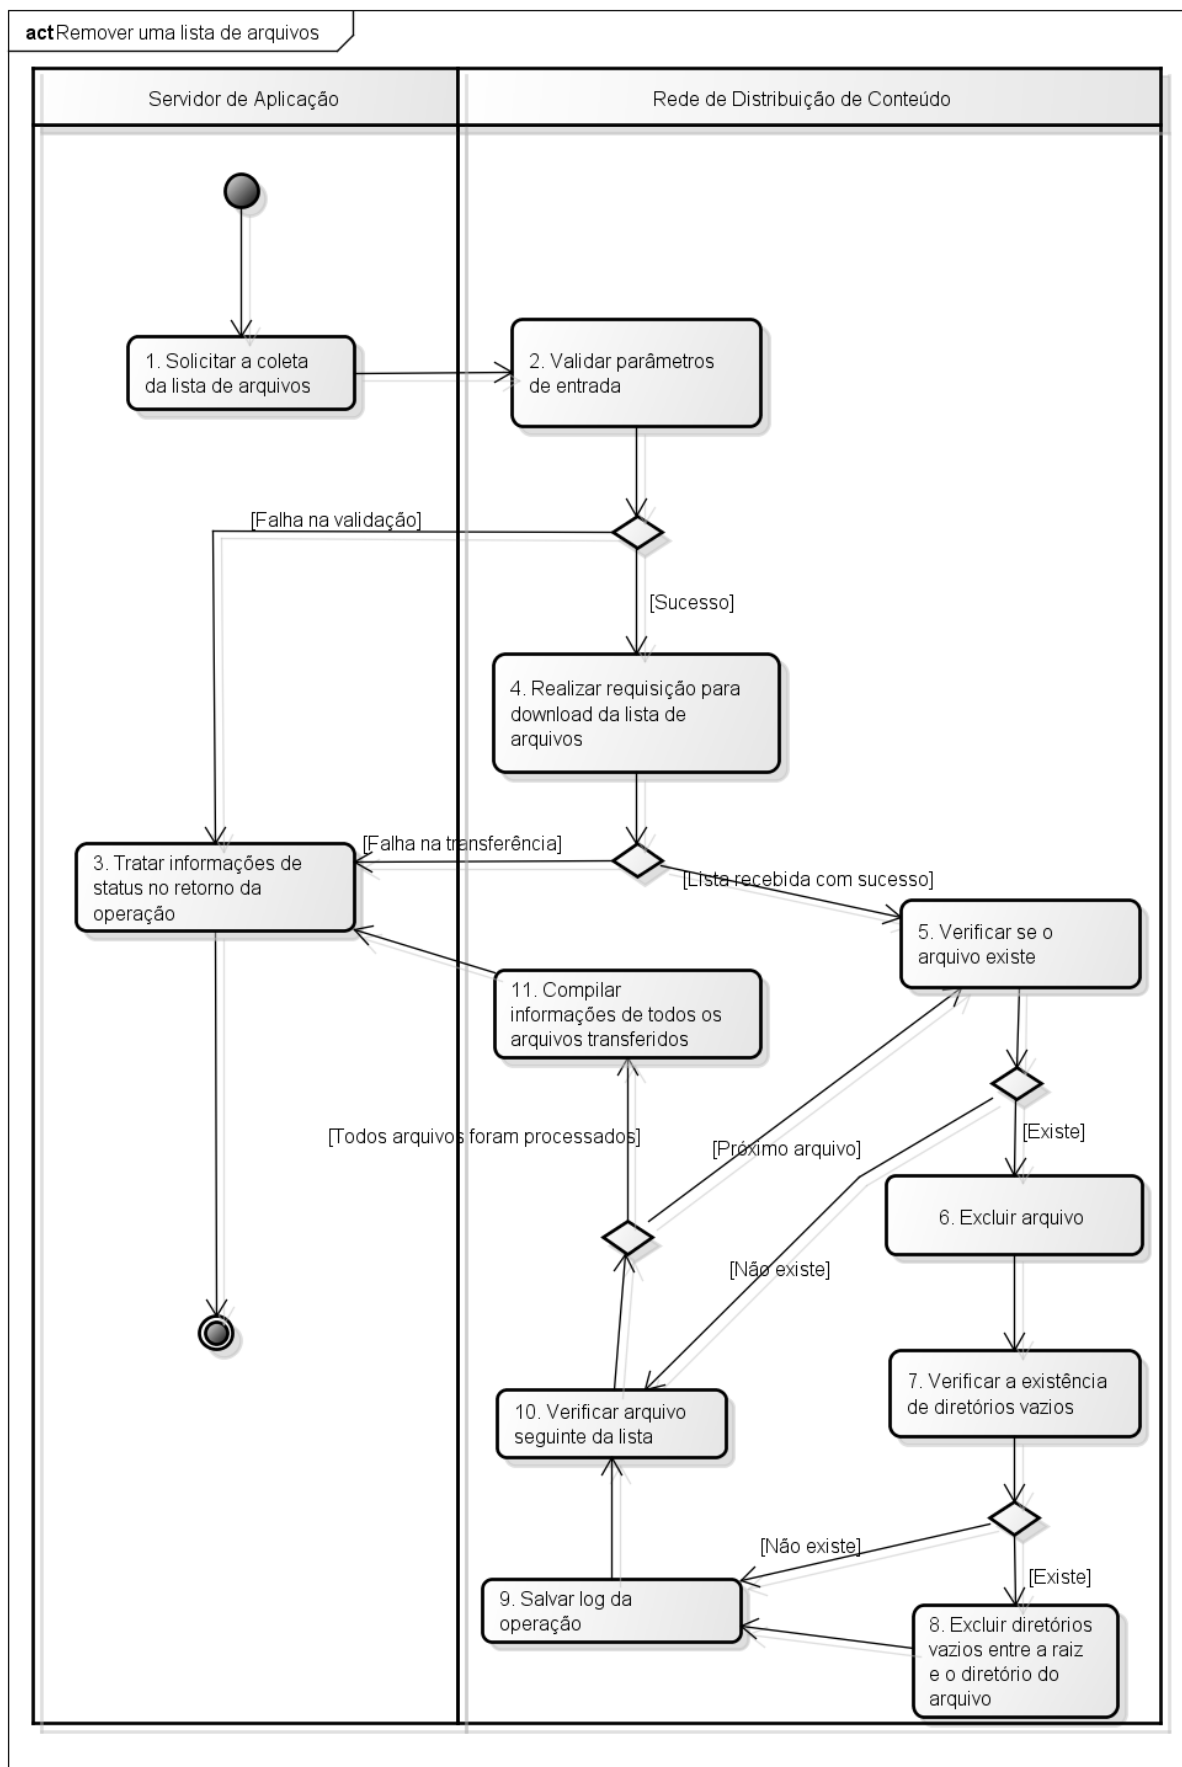 act Remover uma lista de arquivos
Servidor de Aplicação
Rede de Distribuição de Conteúdo
1. Solicitar a coleta
da lista de arquivos
2. Validar parâmetros
de entrada
[Falha na validação]
[Sucesso]
4. Realizar requisição para
download da lista de
arquivos
[Falha na transferência]
3. Tratar informações de
status no retorno da
operação
[Lista recebida com sucesso]
5. Verificar se o
arquivo existe
11. Compilar
informações de todos os
arquivos transferidos
[Todos arquivos foram processados]
[Próximo arquivo]
[Existe]
6. Excluir arquivo
[Não existe]
7. Verificar a existência
de diretórios vazios
10. Verificar arquivo
seguinte da lista
[Não existe]
[Existe]
9. Salvar log da
operação
8. Excluir diretórios
vazios entre a raiz
e o diretório do
arquivo